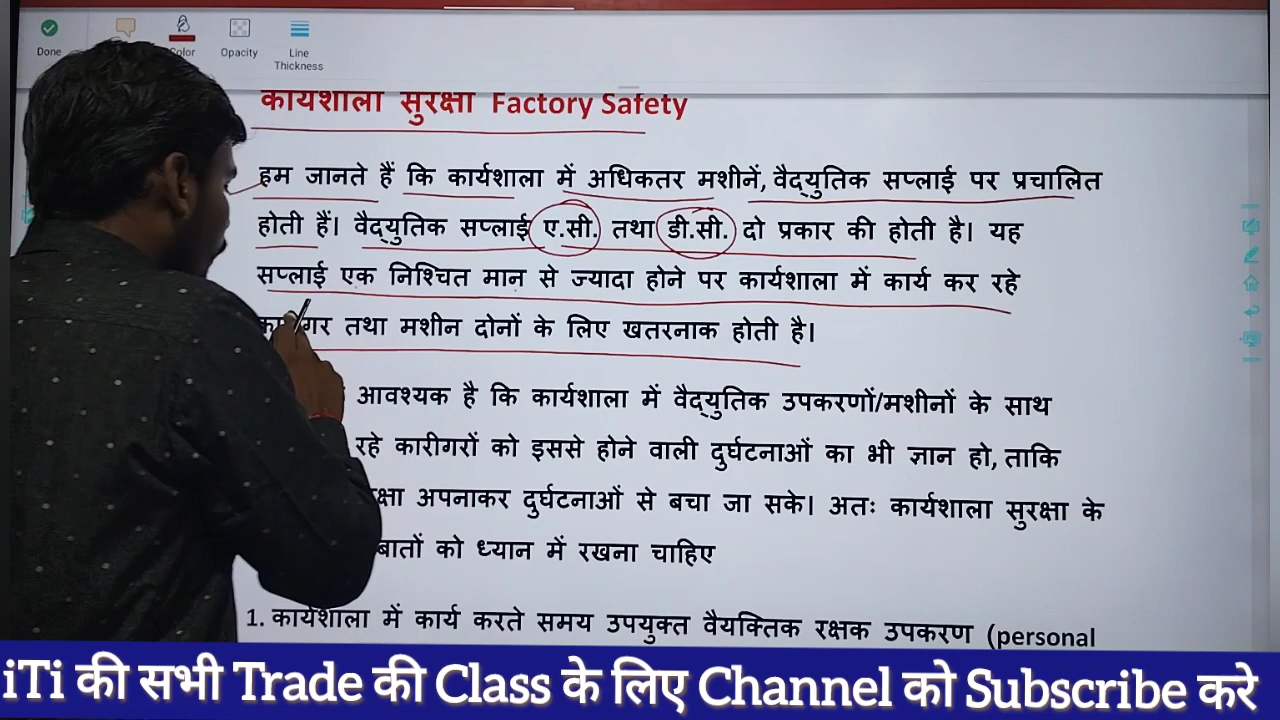 Done
Color
Opacity
Line
Thickness
कार्यशाला सुरक्षा Factory Safety
हम जानते हैं कि कार्यशाला में अधिकतर मशीनें, वैद्युतिक सप्लाई पर प्रचालित
होती हैं। वैद्युतिक सप्लाई ए.सी. तथा डी.सी. दो प्रकार की होती है। यह
सप्लाई एक निश्चित मान से ज्यादा होने पर कार्यशाला में कार्य कर रहे
तथा मशीन दोनों के लिए खतरनाक होती है।
आवश्यक है कि कार्यशाला में वैद्युतिक उपकरणों/मशीनों के साथ
रहे कारीगरों को इससे होने वाली दुर्घटनाओं का भी ज्ञान हो, ताकि
अपनाकर दुर्घटनाओं से बचा जा सके। अतः कार्यशाला सुरक्षा के
बातों को ध्यान में रखना चाहिए
1. कार्यशाला में कार्य करते समय उपयुक्त वैयक्तिक रक्षक उपकरण (personal
iTi की सभी Trade की Class के लिए Channel को Subscribe करे